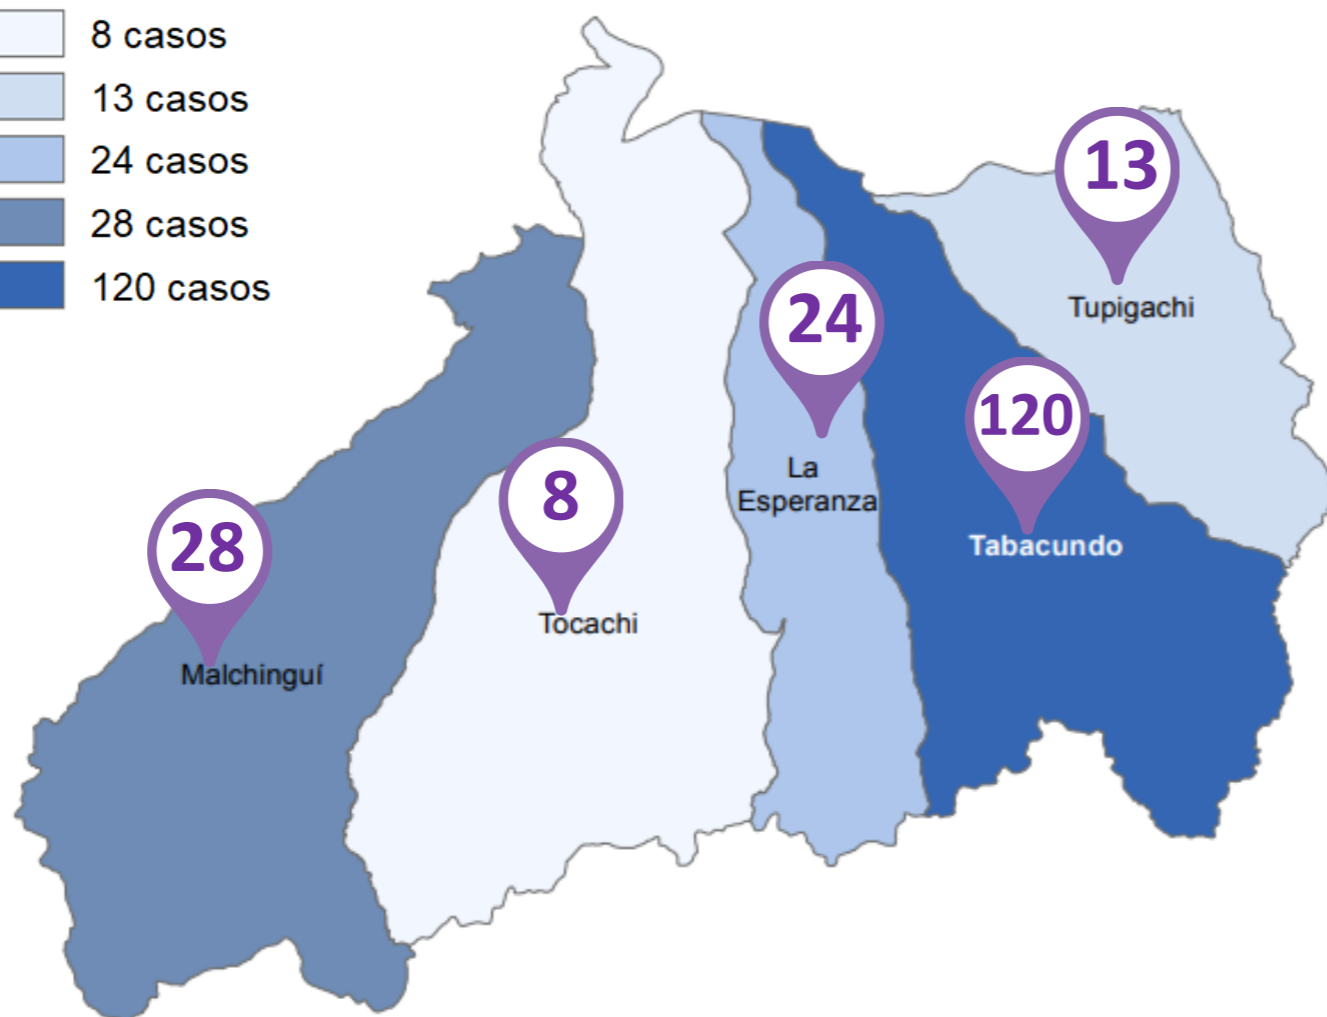 8 casos
13 casos
24 casos
28 casos
120 casos
13
Tupigachi
24
La
Esperanza
120
Tabacundo
8
Tocachi
28
Malchinguí